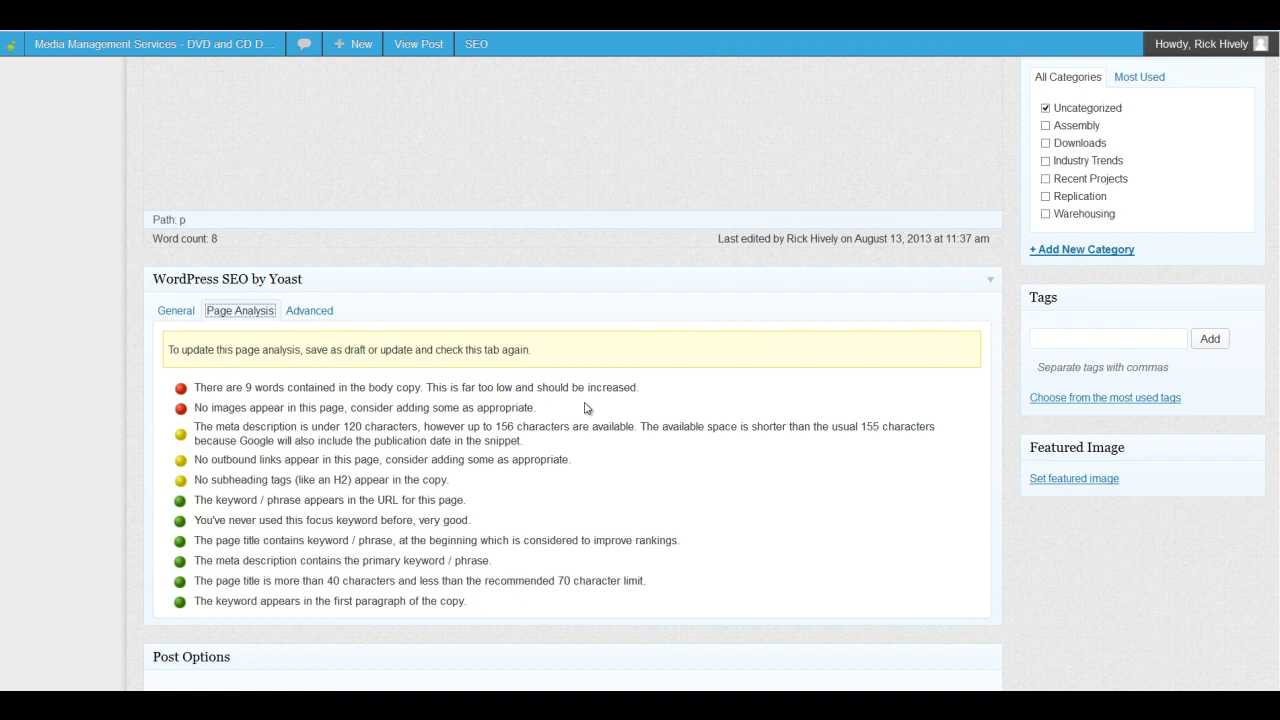 Media Management Services - DVD and CD D...
New
View Post
SEO
Howdy, Rick Hively
All Categories
Most Used
Uncategorized
Assembly
Downloads
Industry Trends
Recent Projects
Replication
Warehousing
+ Add New Category
Path: p
Word count: 8
Last edited by Rick Hively on August 13, 2013 at 11:37 am
WordPress SEO by Yoast
General
Page Analysis
Advanced
To update this page analysis, save as draft or update and check this tab again.
There are 9 words contained in the body copy. This is far too low and should be increased.
No images appear in this page, consider adding some as appropriate.
The meta description is under 120 characters, however up to 156 characters are available. The available space is shorter than the usual 155 characters
because Google will also include the publication date in the snippet.
No outbound links appear in this page, consider adding some as appropriate.
No subheading tags (like an H2) appear in the copy.
The keyword / phrase appears in the URL for this page.
You've never used this focus keyword before, very good.
The page title contains keyword / phrase, at the beginning which is considered to improve rankings.
The meta description contains the primary keyword / phrase.
The page title is more than 40 characters and less than the recommended 70 character limit.
The keyword appears in the first paragraph of the copy.
Post Options
Tags
Add
Separate tags with commas
Choose from the most used tags
Featured Image
Set featured image